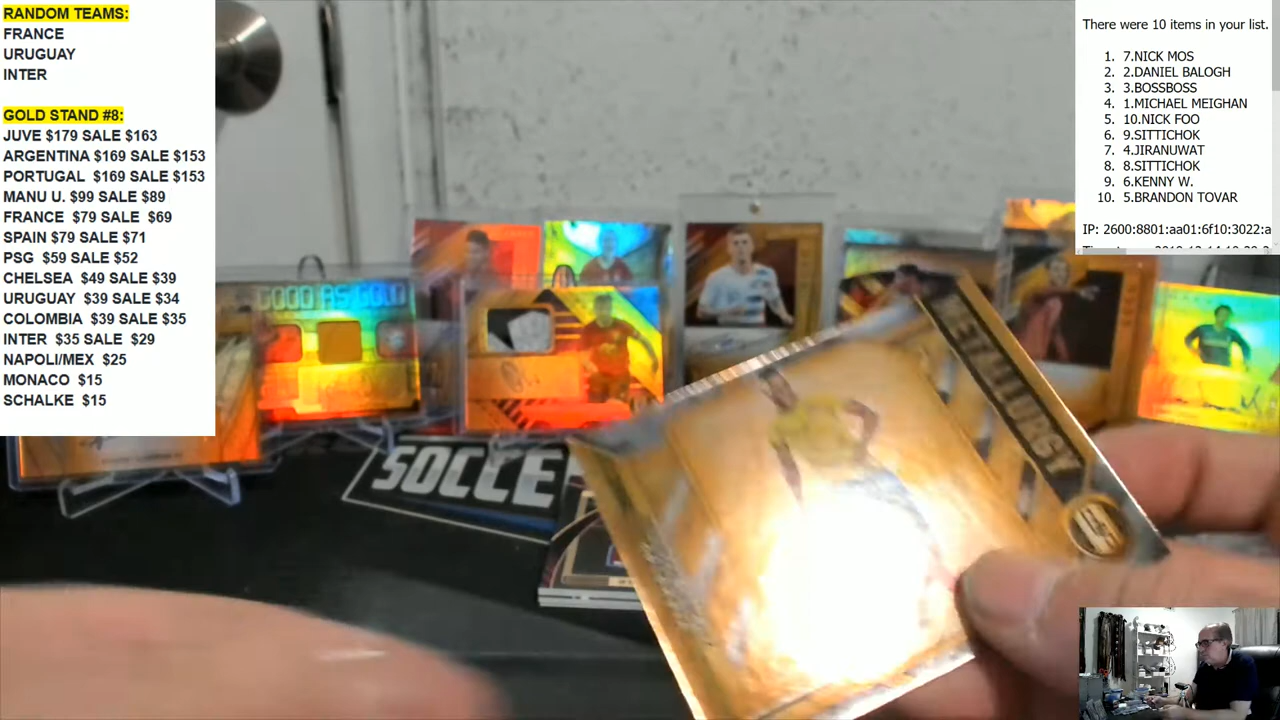 RANDOM TEAMS:
FRANCE
URUGUAY
INTER
GOLD STAND #8:
JUVE $179 SALE $163
ARGENTINA $169 SALE $153
PORTUGAL $169 SALE $153
MANU U. $99 SALE $89
FRANCE $79 SALE $69
SPAIN $79 SALE $71
PSG $59 SALE $52
CHELSEA $49 SALE $39
URUGUAY $39 SALE $34
COLOMBIA $39 SALE $35
INTER $35 SALE $29
NAPOLI/MEX $25
MONACO $15
SCHALKE $15
There were 10 items in your list.
1. 7.NICK MOS
2. 2.DANIEL BALOGH
3. 3.BOSSBOSS
4. 1.MICHAEL MEIGHAN
5. 10.NICK FOO
6. 9.SITTICHOK
7. 4.JIRANUWAT
8. 8.SITTICHOK
9. 6.KENNY W.
10. 5.BRANDON TOVAR
IP: 2600:8801:aa01:6f10:3022:a
GOOD AS GOLD
METALLURGY
SOCCE